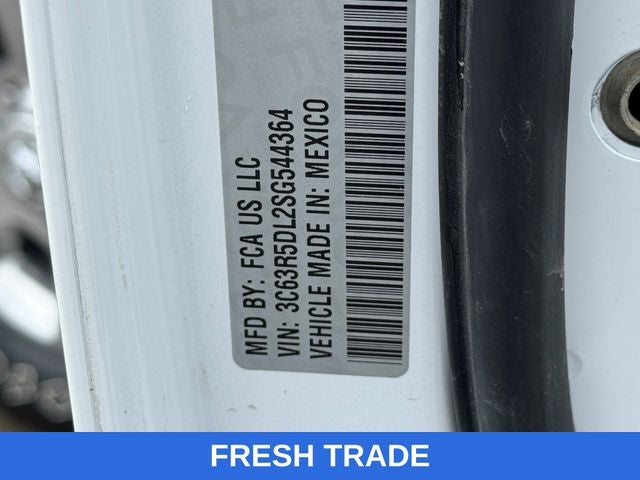 MFD BY: FCA US LLC
VIN: 3C63R5DL2SG544364
VEHICLE MADE IN: MEXICO
FRESH TRADE